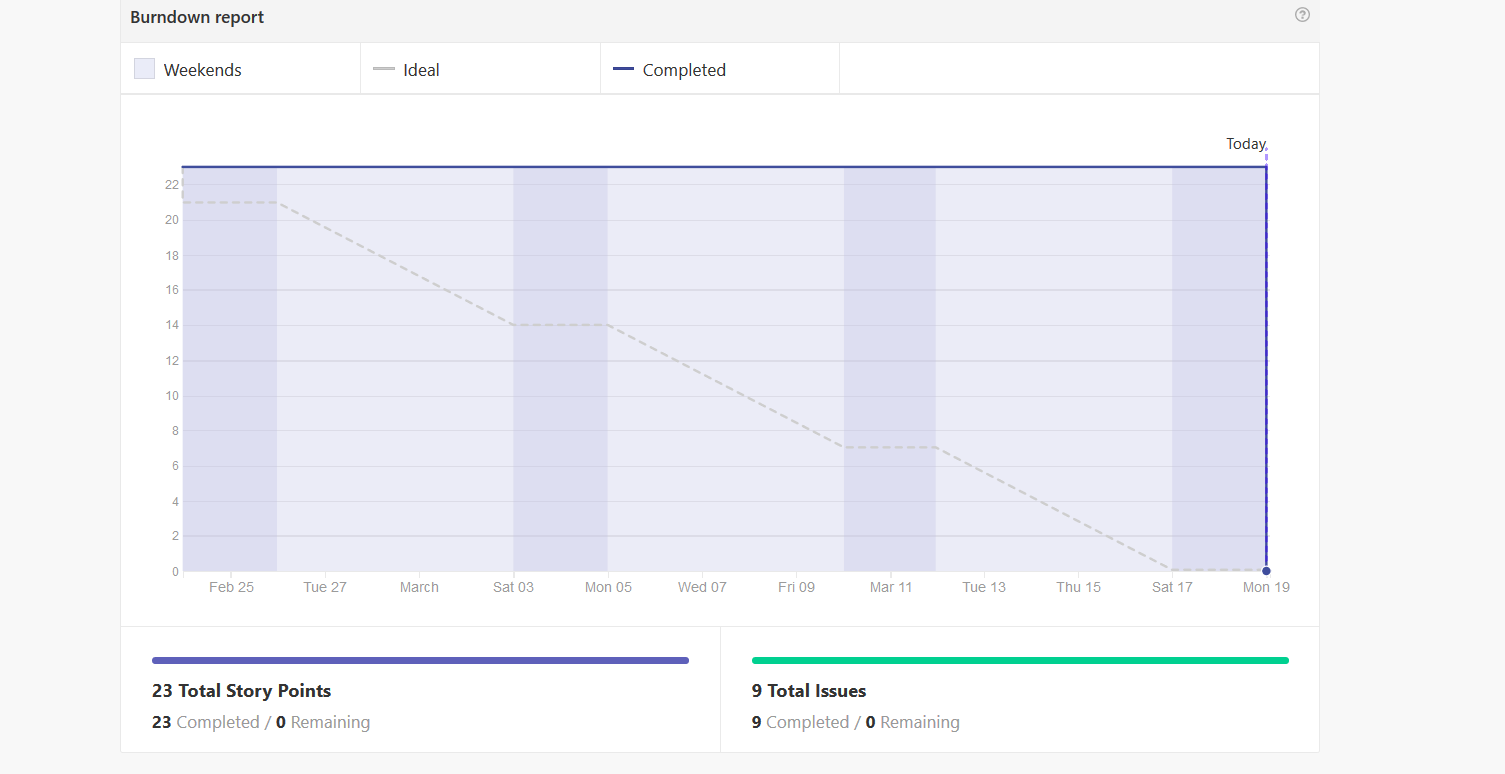 Burndown report
Weekends
Ideal
Completed
Today
22
20
18
16
14
12
10
8
6
4
2
0
Feb 25 Tue 27 March Sat 03 Mon 05 Wed 07 Fri 09 Mar 11 Tue 13 Thu 15 Sat 17 Mon 19
23 Total Story Points
23 Completed / 0 Remaining
9 Total Issues
9 Completed / 0 Remaining